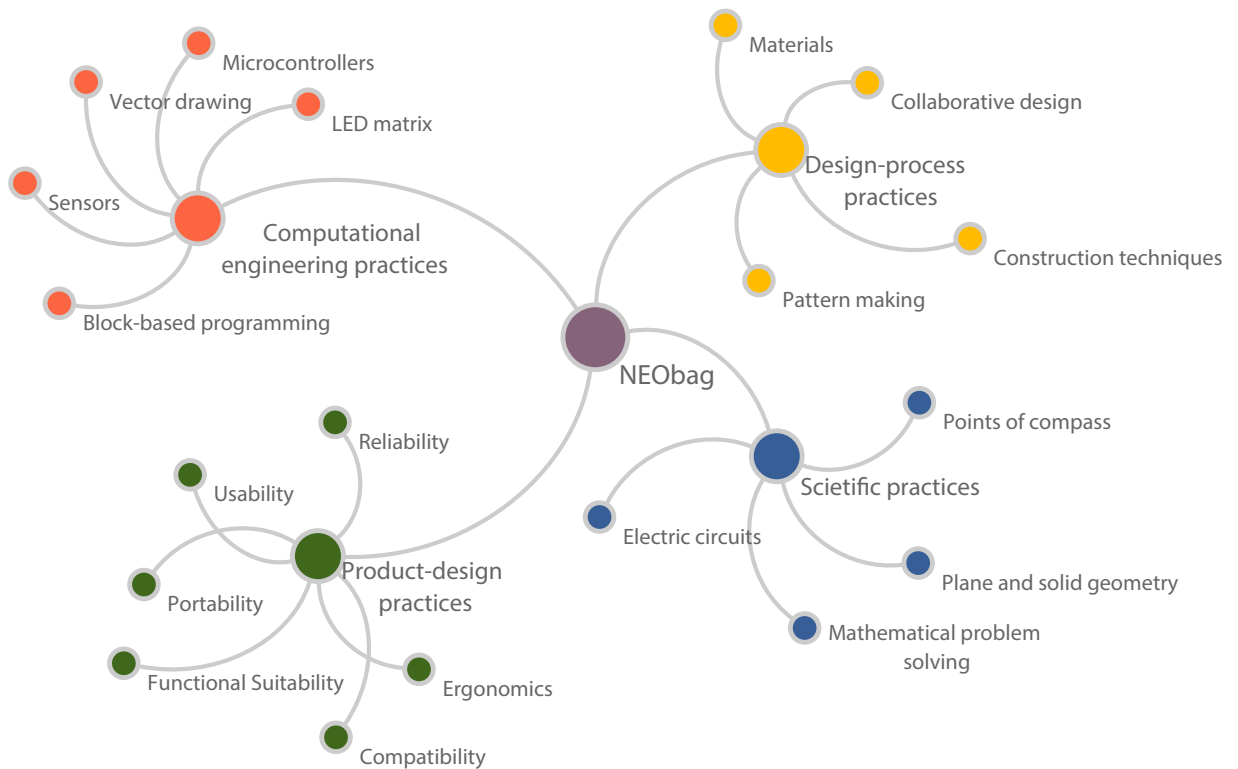 Microcontrollers
Vector drawing
LED matrix
Sensors
Computational
engineering practices
Block-based programming
Materials
Collaborative design
Design-process
practices
Construction techniques
Pattern making
NEObag
Reliability
Usability
Product-design
practices
Portability
Functional Suitability
Ergonomics
Compatibility
Points of compass
Scietific practices
Electric circuits
Plane and solid geometry
Mathematical problem
solving